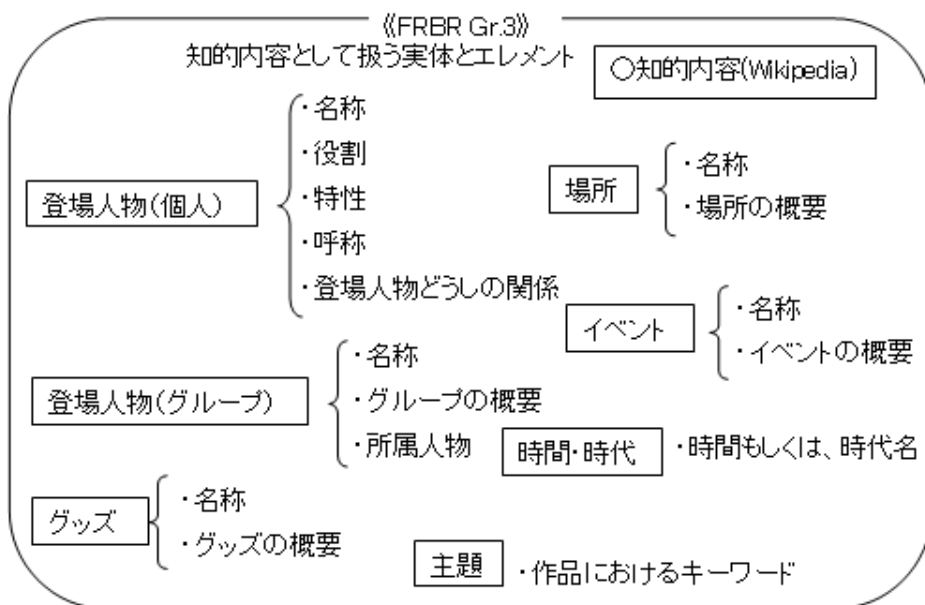 《FRBR Gr.3》
知的内容として扱う実体とエレメント
○知的内容(Wikipedia)
登場人物(個人)
・名称
・役割
・特性
・呼称
・登場人物どうしの関係
場所
・名称
・場所の概要
イベント
・名称
・イベントの概要
登場人物(グループ)
・名称
・グループの概要
・所属人物
時間・時代
・時間もしくは、時代名
グッズ
・名称
・グッズの概要
主題
・作品におけるキーワード